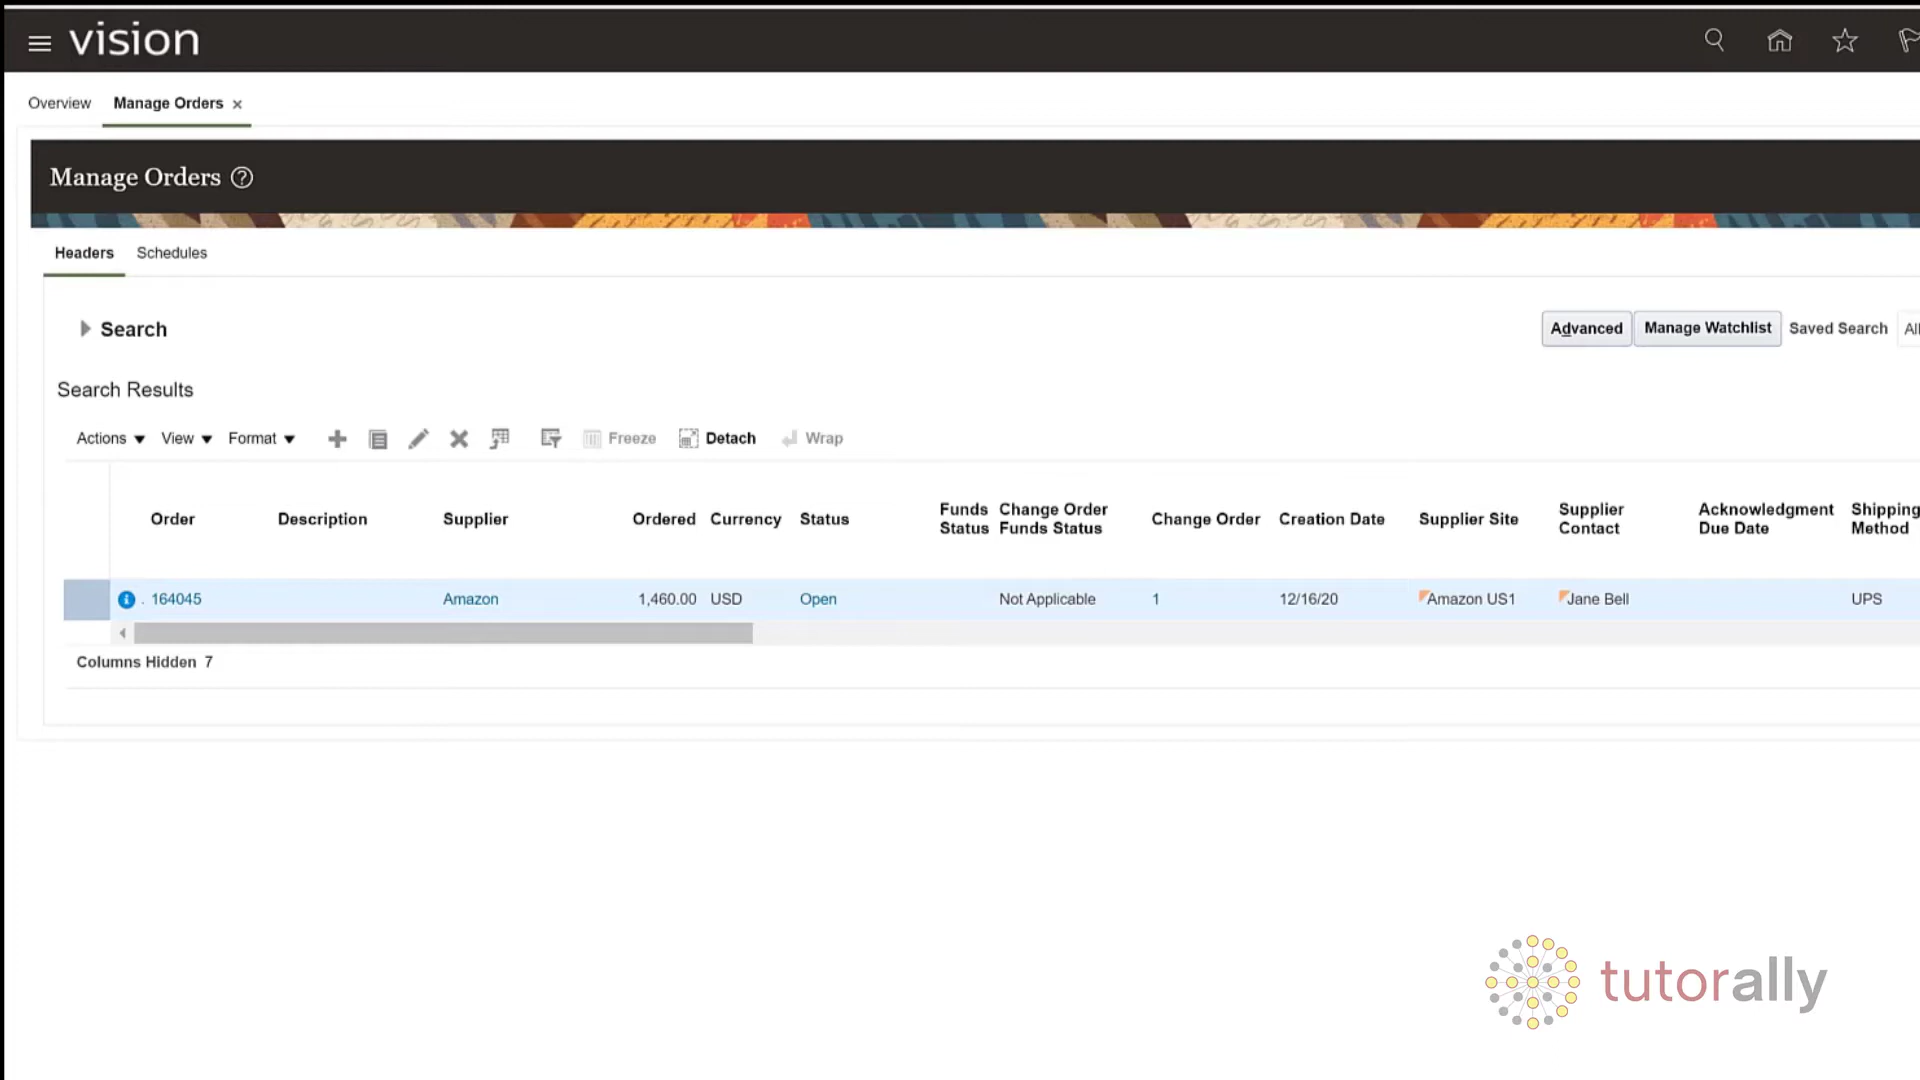 vision
Overview Manage Orders
Manage Orders ?
Headers Schedules
Search Advanced Manage Watchlist Saved Search All
Search Results
Actions View Format Freeze Detach Wrap
Order Description Supplier Ordered Currency Status Funds Status Change Order Funds Status Change Order Creation Date Supplier Site Supplier Contact Acknowledgment Due Date Shipping Method
164045 Amazon 1,460.00 USD Open Not Applicable 1 12/16/20 Amazon US1 Jane Bell UPS
Columns Hidden 7
tutorally